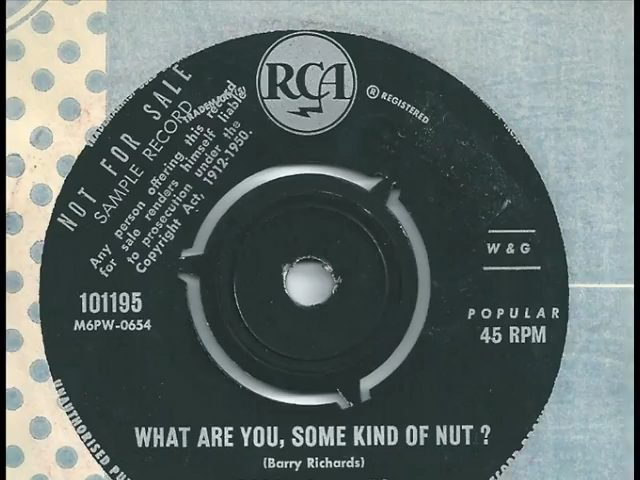 RCA
® REGISTERED
TRADEMARK
NOT FOR SALE
SAMPLE RECORD
Any person offering this record
for sale renders himself liable
to prosecution under the
Copyright Act, 1912-1950.
W & G
101195
M6PW-0654
POPULAR
45 RPM
WHAT ARE YOU, SOME KIND OF NUT ?
(Barry Richards)
UNAUTHORISED